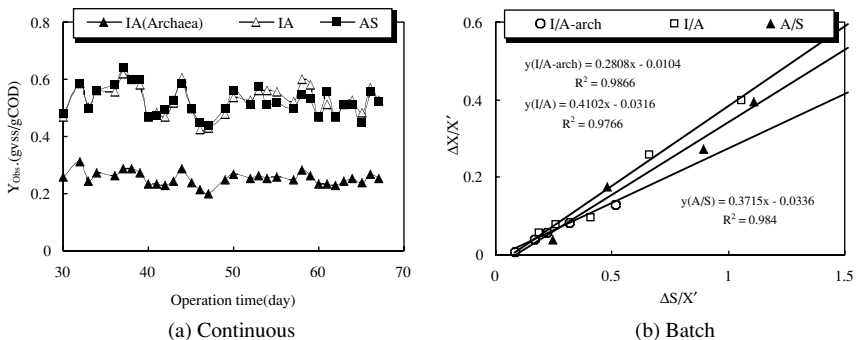 IA(Archaea) IA AS
0.8
0.6
0.4
0.2
0
Y Obs.(gvss/gCOD)
30 40 50 60 70
Operation time(day)
(a) Continuous
I/A-arch I/A A/S
0.6
0.4
0.2
0
ΔX/X′
y(I/A-arch) = 0.2808x - 0.0104
R² = 0.9866
y(I/A) = 0.4102x - 0.0316
R² = 0.9766
y(A/S) = 0.3715x - 0.0336
R² = 0.984
0 0.5 1 1.5
ΔS/X′
(b) Batch